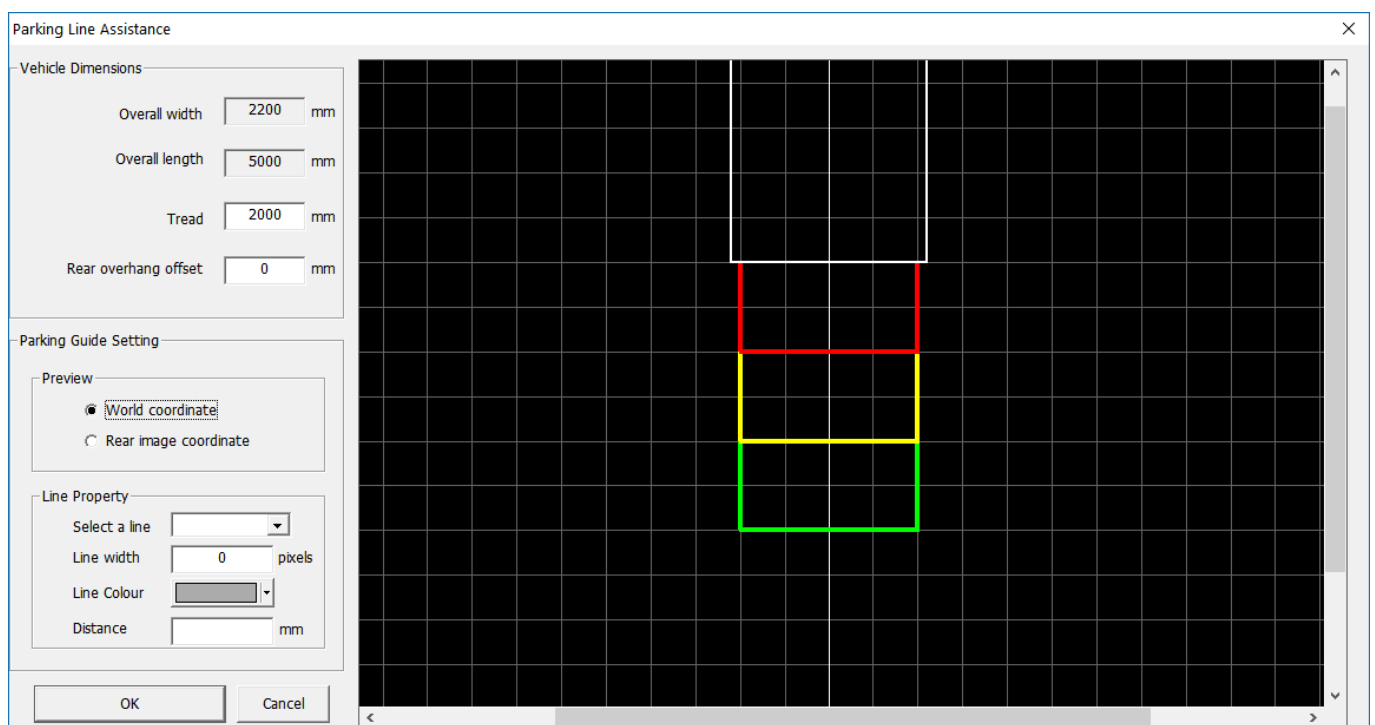 Parking Line Assistance
Vehicle Dimensions
Overall width 2200 mm
Overall length 5000 mm
Tread 2000 mm
Rear overhang offset 0 mm
Parking Guide Setting
Preview
World coordinate
Rear image coordinate
Line Property
Select a line
Line width 0 pixels
Line Colour
Distance mm
OK Cancel